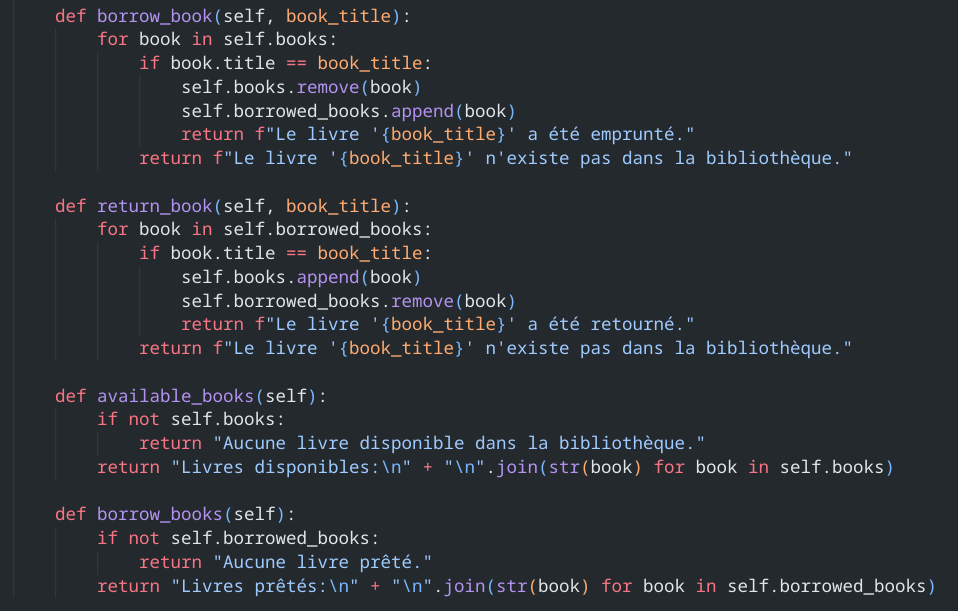 def borrow_book(self, book_title):
    for book in self.books:
        if book.title == book_title:
            self.books.remove(book)
            self.borrowed_books.append(book)
            return f"Le livre '{book_title}' a été emprunté."
        return f"Le livre '{book_title}' n'existe pas dans la bibliothèque."

def return_book(self, book_title):
    for book in self.borrowed_books:
        if book.title == book_title:
            self.books.append(book)
            self.borrowed_books.remove(book)
            return f"Le livre '{book_title}' a été retourné."
        return f"Le livre '{book_title}' n'existe pas dans la bibliothèque."

def available_books(self):
    if not self.books:
        return "Aucune livre disponible dans la bibliothèque."
    return "Livres disponibles:\n" + "\n".join(str(book) for book in self.books)

def borrow_books(self):
    if not self.borrowed_books:
        return "Aucune livre prêté."
    return "Livres prêtés:\n" + "\n".join(str(book) for book in self.borrowed_books)